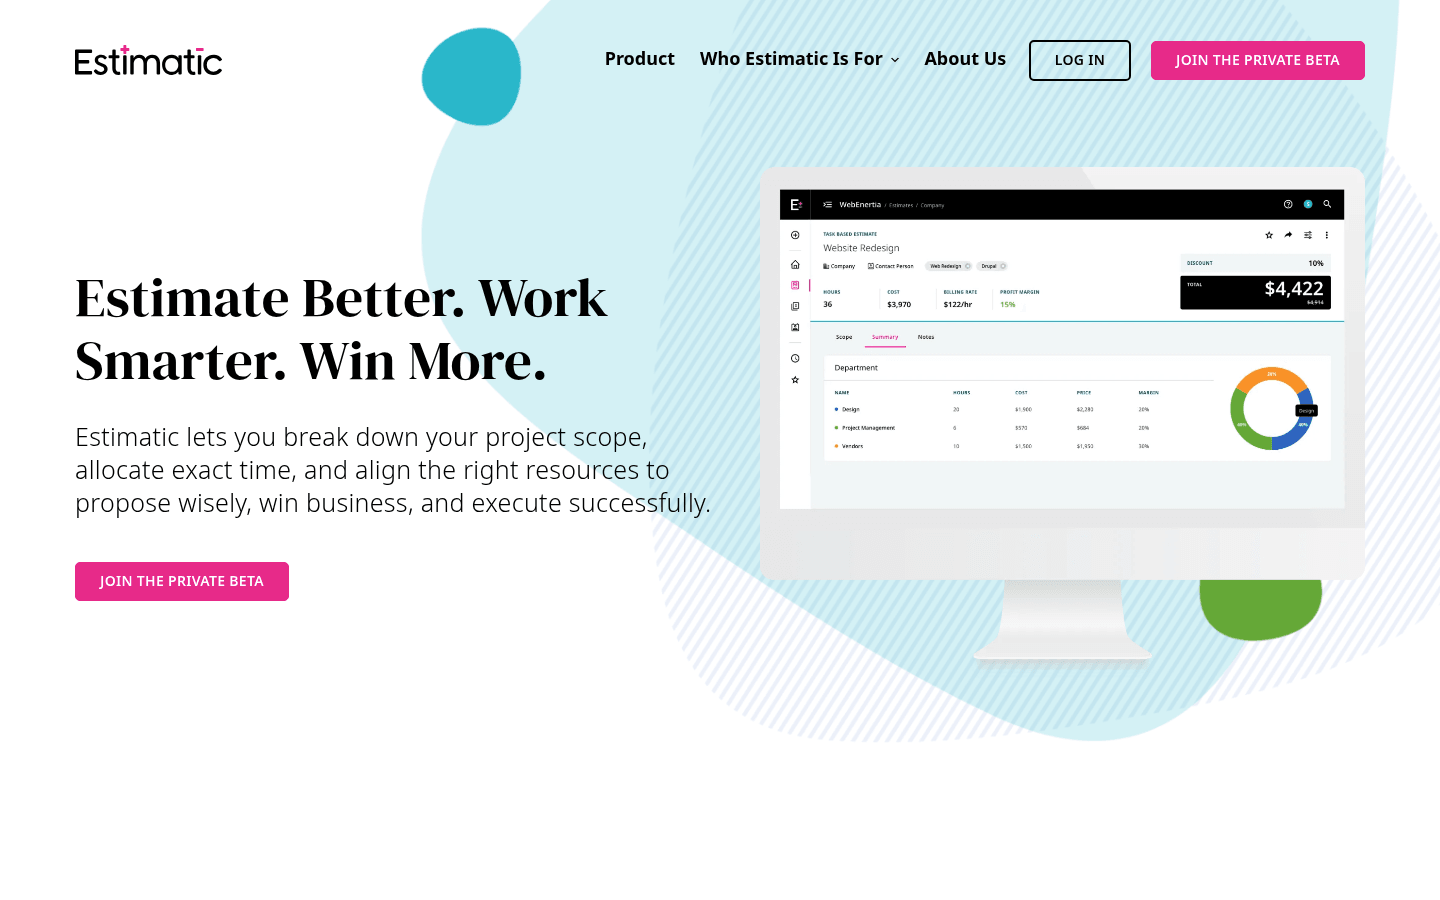 Estimatic
Product
Who Estimatic Is For
About Us
LOG IN
JOIN THE PRIVATE BETA
Estimate Better. Work
Smarter. Win More.
Estimatic lets you break down your project scope,
allocate exact time, and align the right resources to
propose wisely, win business, and execute successfully.
JOIN THE PRIVATE BETA
WebEnertia / Estimates / Company
TASK BASED ESTIMATE
Website Redesign
Company
Contact Person
Web Redesign
Drupal
HOURS COST BILLING RATE PROFIT MARGIN
36 $3,970 $122/hr 15%
DISCOUNT 10%
TOTAL $4,422
$4,914
Scope Summary Notes
Department
NAME HOURS COST PRICE MARGIN
Design 20 $1,900 $2,280 20%
Project Management 6 $570 $684 20%
Vendors 10 $1,500 $1,950 30%
Design
40%